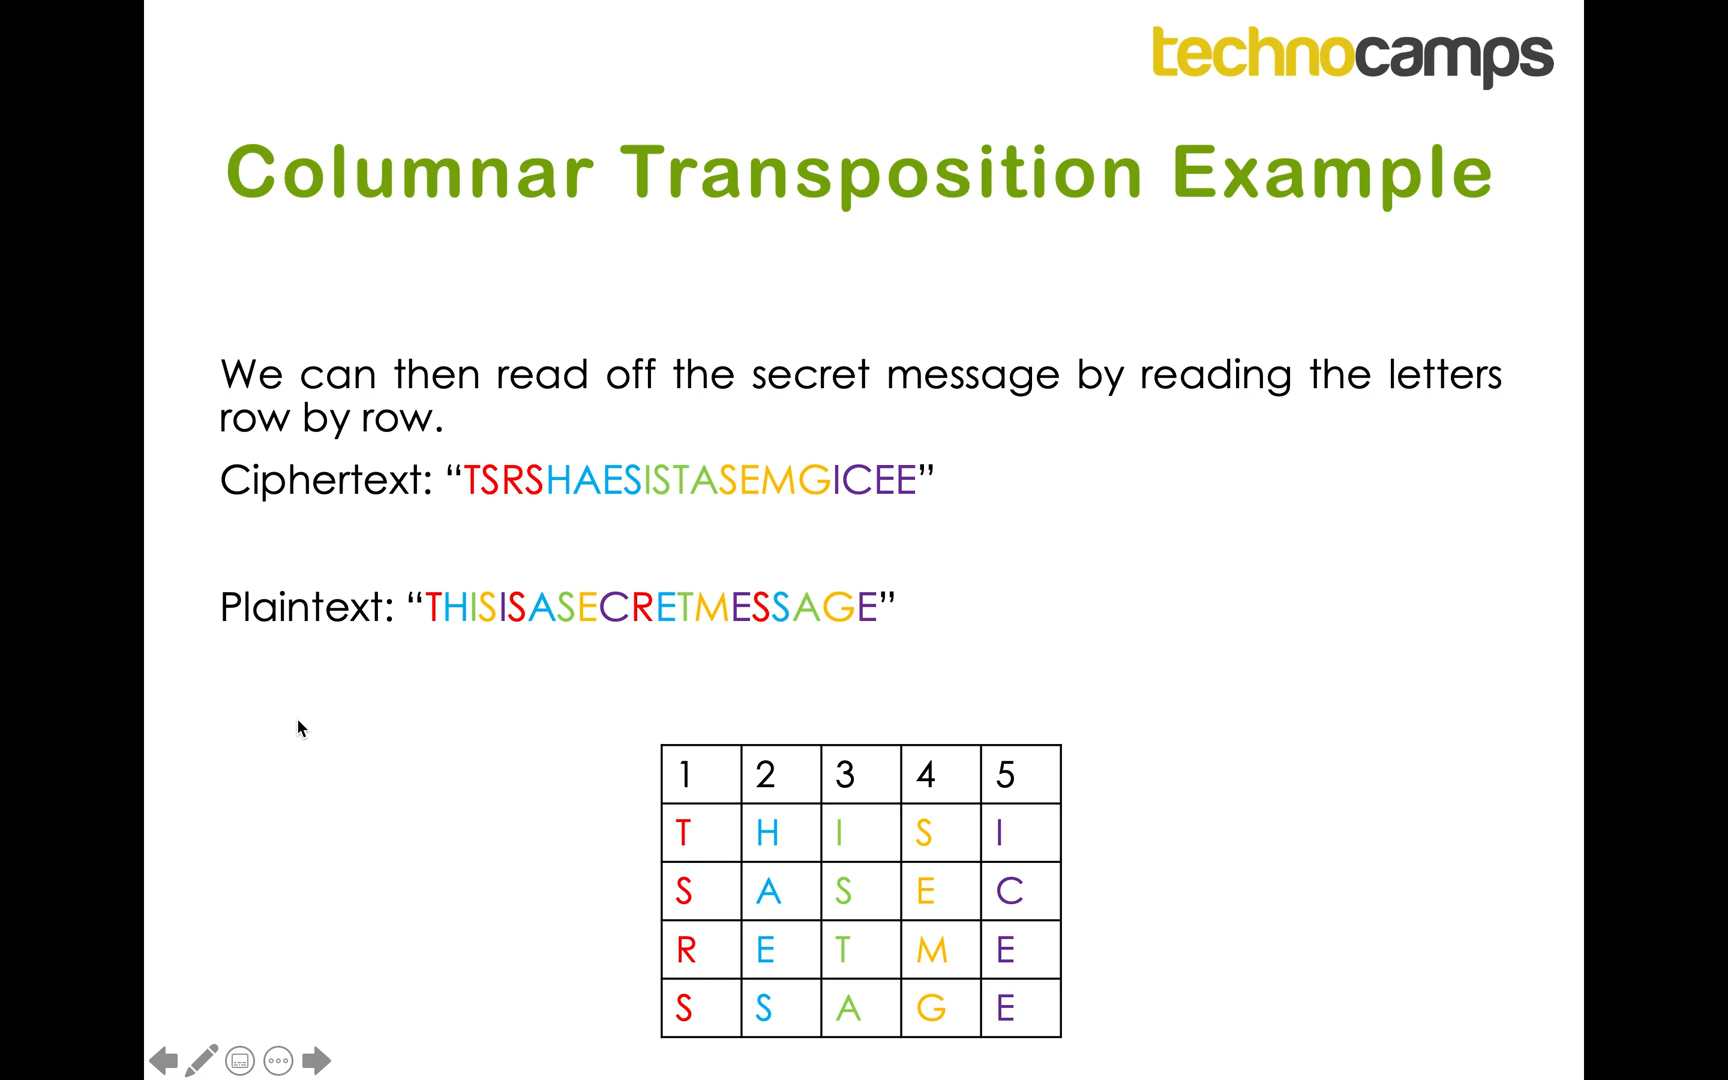 technocamps
Columnar Transposition Example
We can then read off the secret message by reading the letters
row by row.
Ciphertext: “TSRSHAESISTASEMGICEE”
Plaintext: “THISISASECRETMESSAGE”
1 2 3 4 5
T H I S I
S A S E C
R E T M E
S S A G E